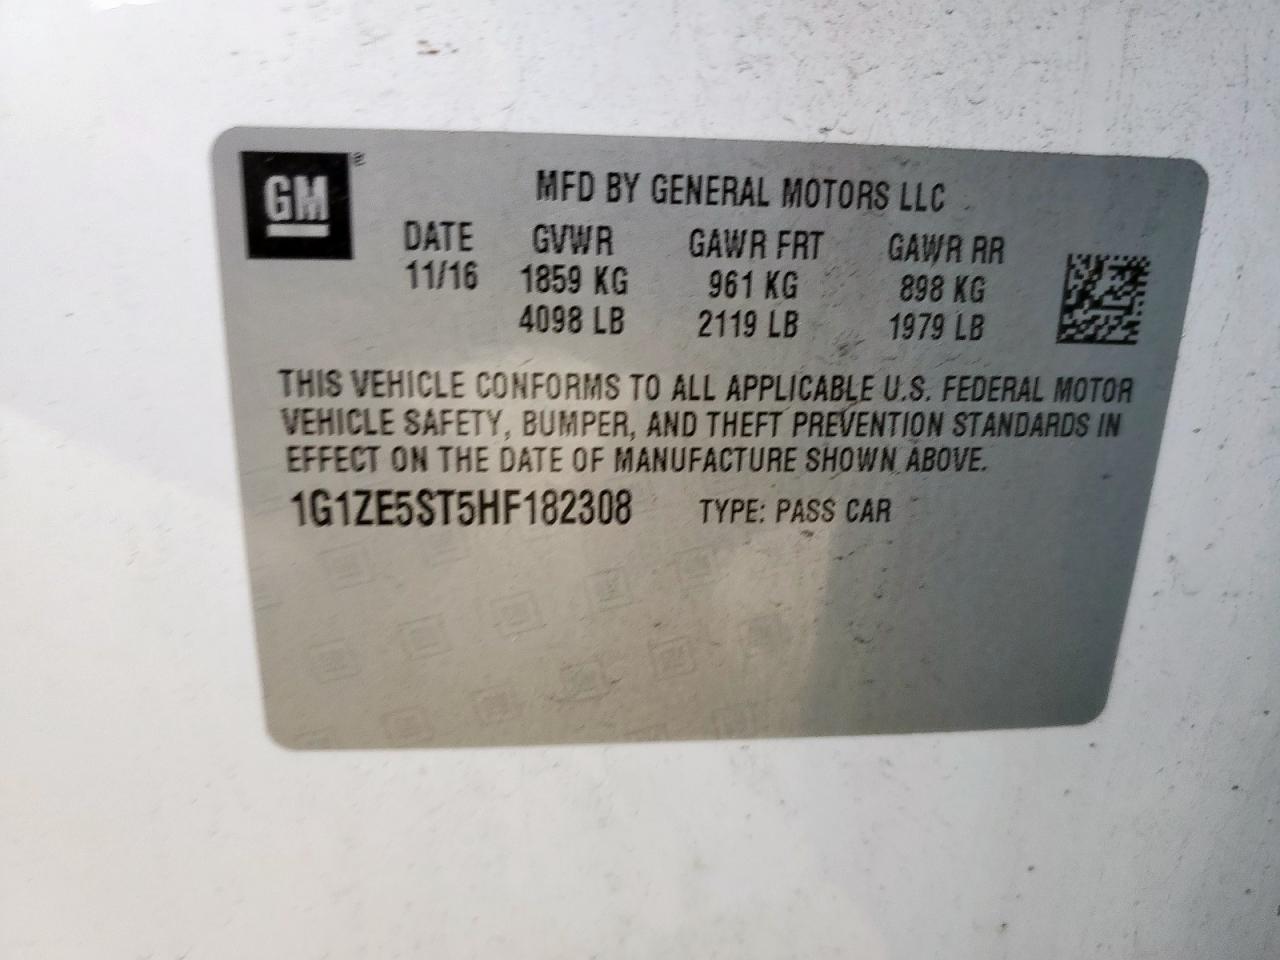 GM
MFD BY GENERAL MOTORS LLC
DATE GVWR GAWR FRT GAWR RR
11/16 1859 KG 961 KG 898 KG
4098 LB 2119 LB 1979 LB
THIS VEHICLE CONFORMS TO ALL APPLICABLE U.S. FEDERAL MOTOR
VEHICLE SAFETY, BUMPER, AND THEFT PREVENTION STANDARDS IN
EFFECT ON THE DATE OF MANUFACTURE SHOWN ABOVE.
1G1ZE5ST5HF182308 TYPE: PASS CAR